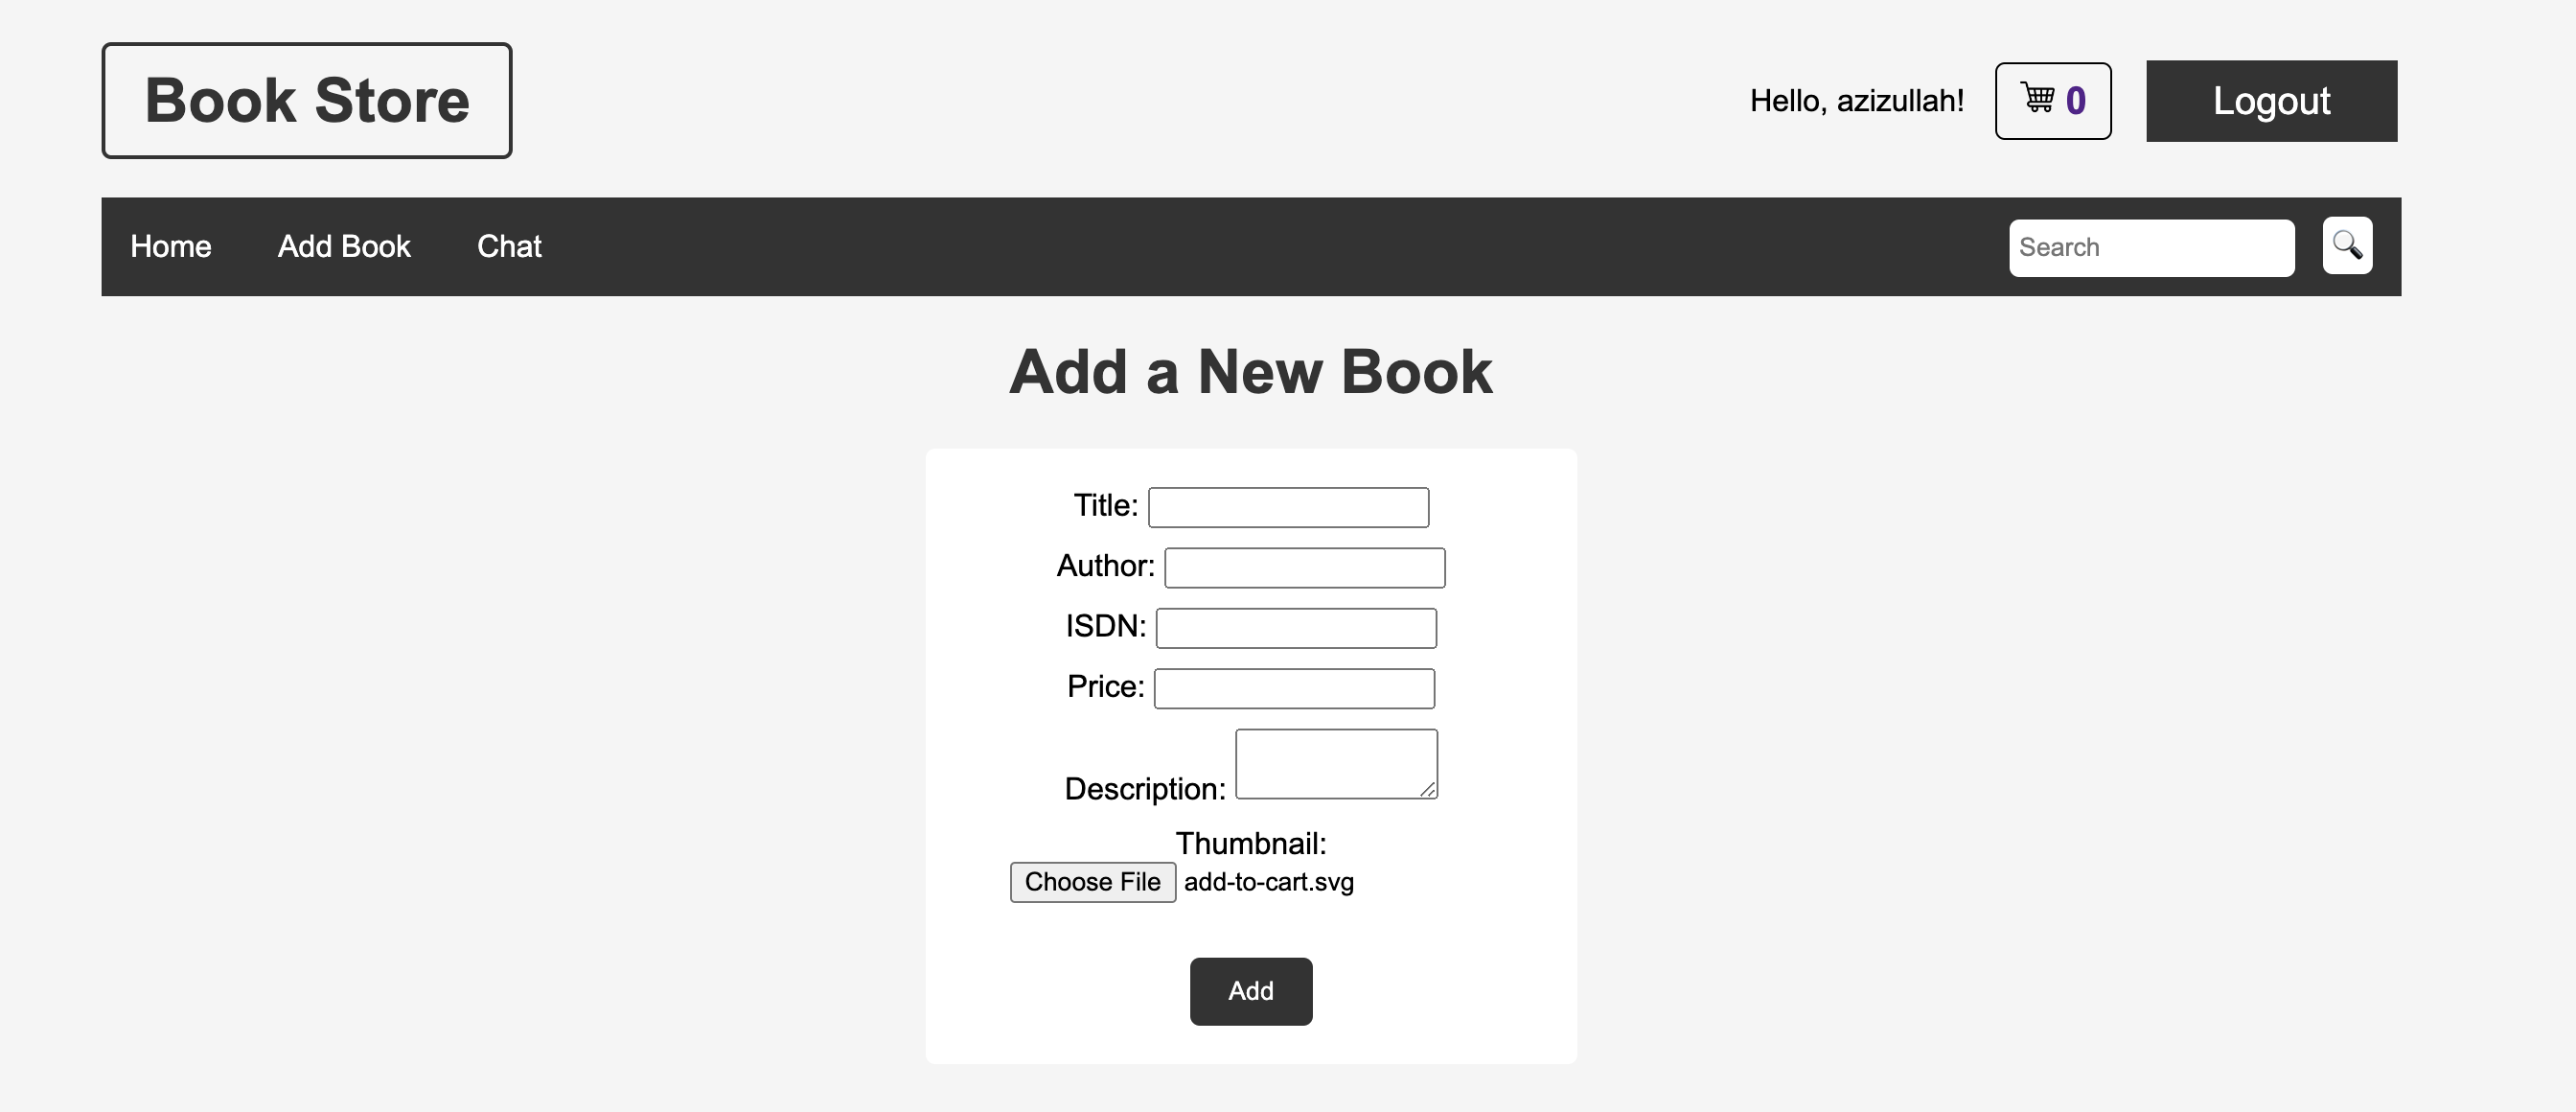 Book Store
Hello, azizullah!
0
Logout
Home
Add Book
Chat
Search
Add a New Book
Title:
Author:
ISDN:
Price:
Description:
Thumbnail:
Choose File add-to-cart.svg
Add